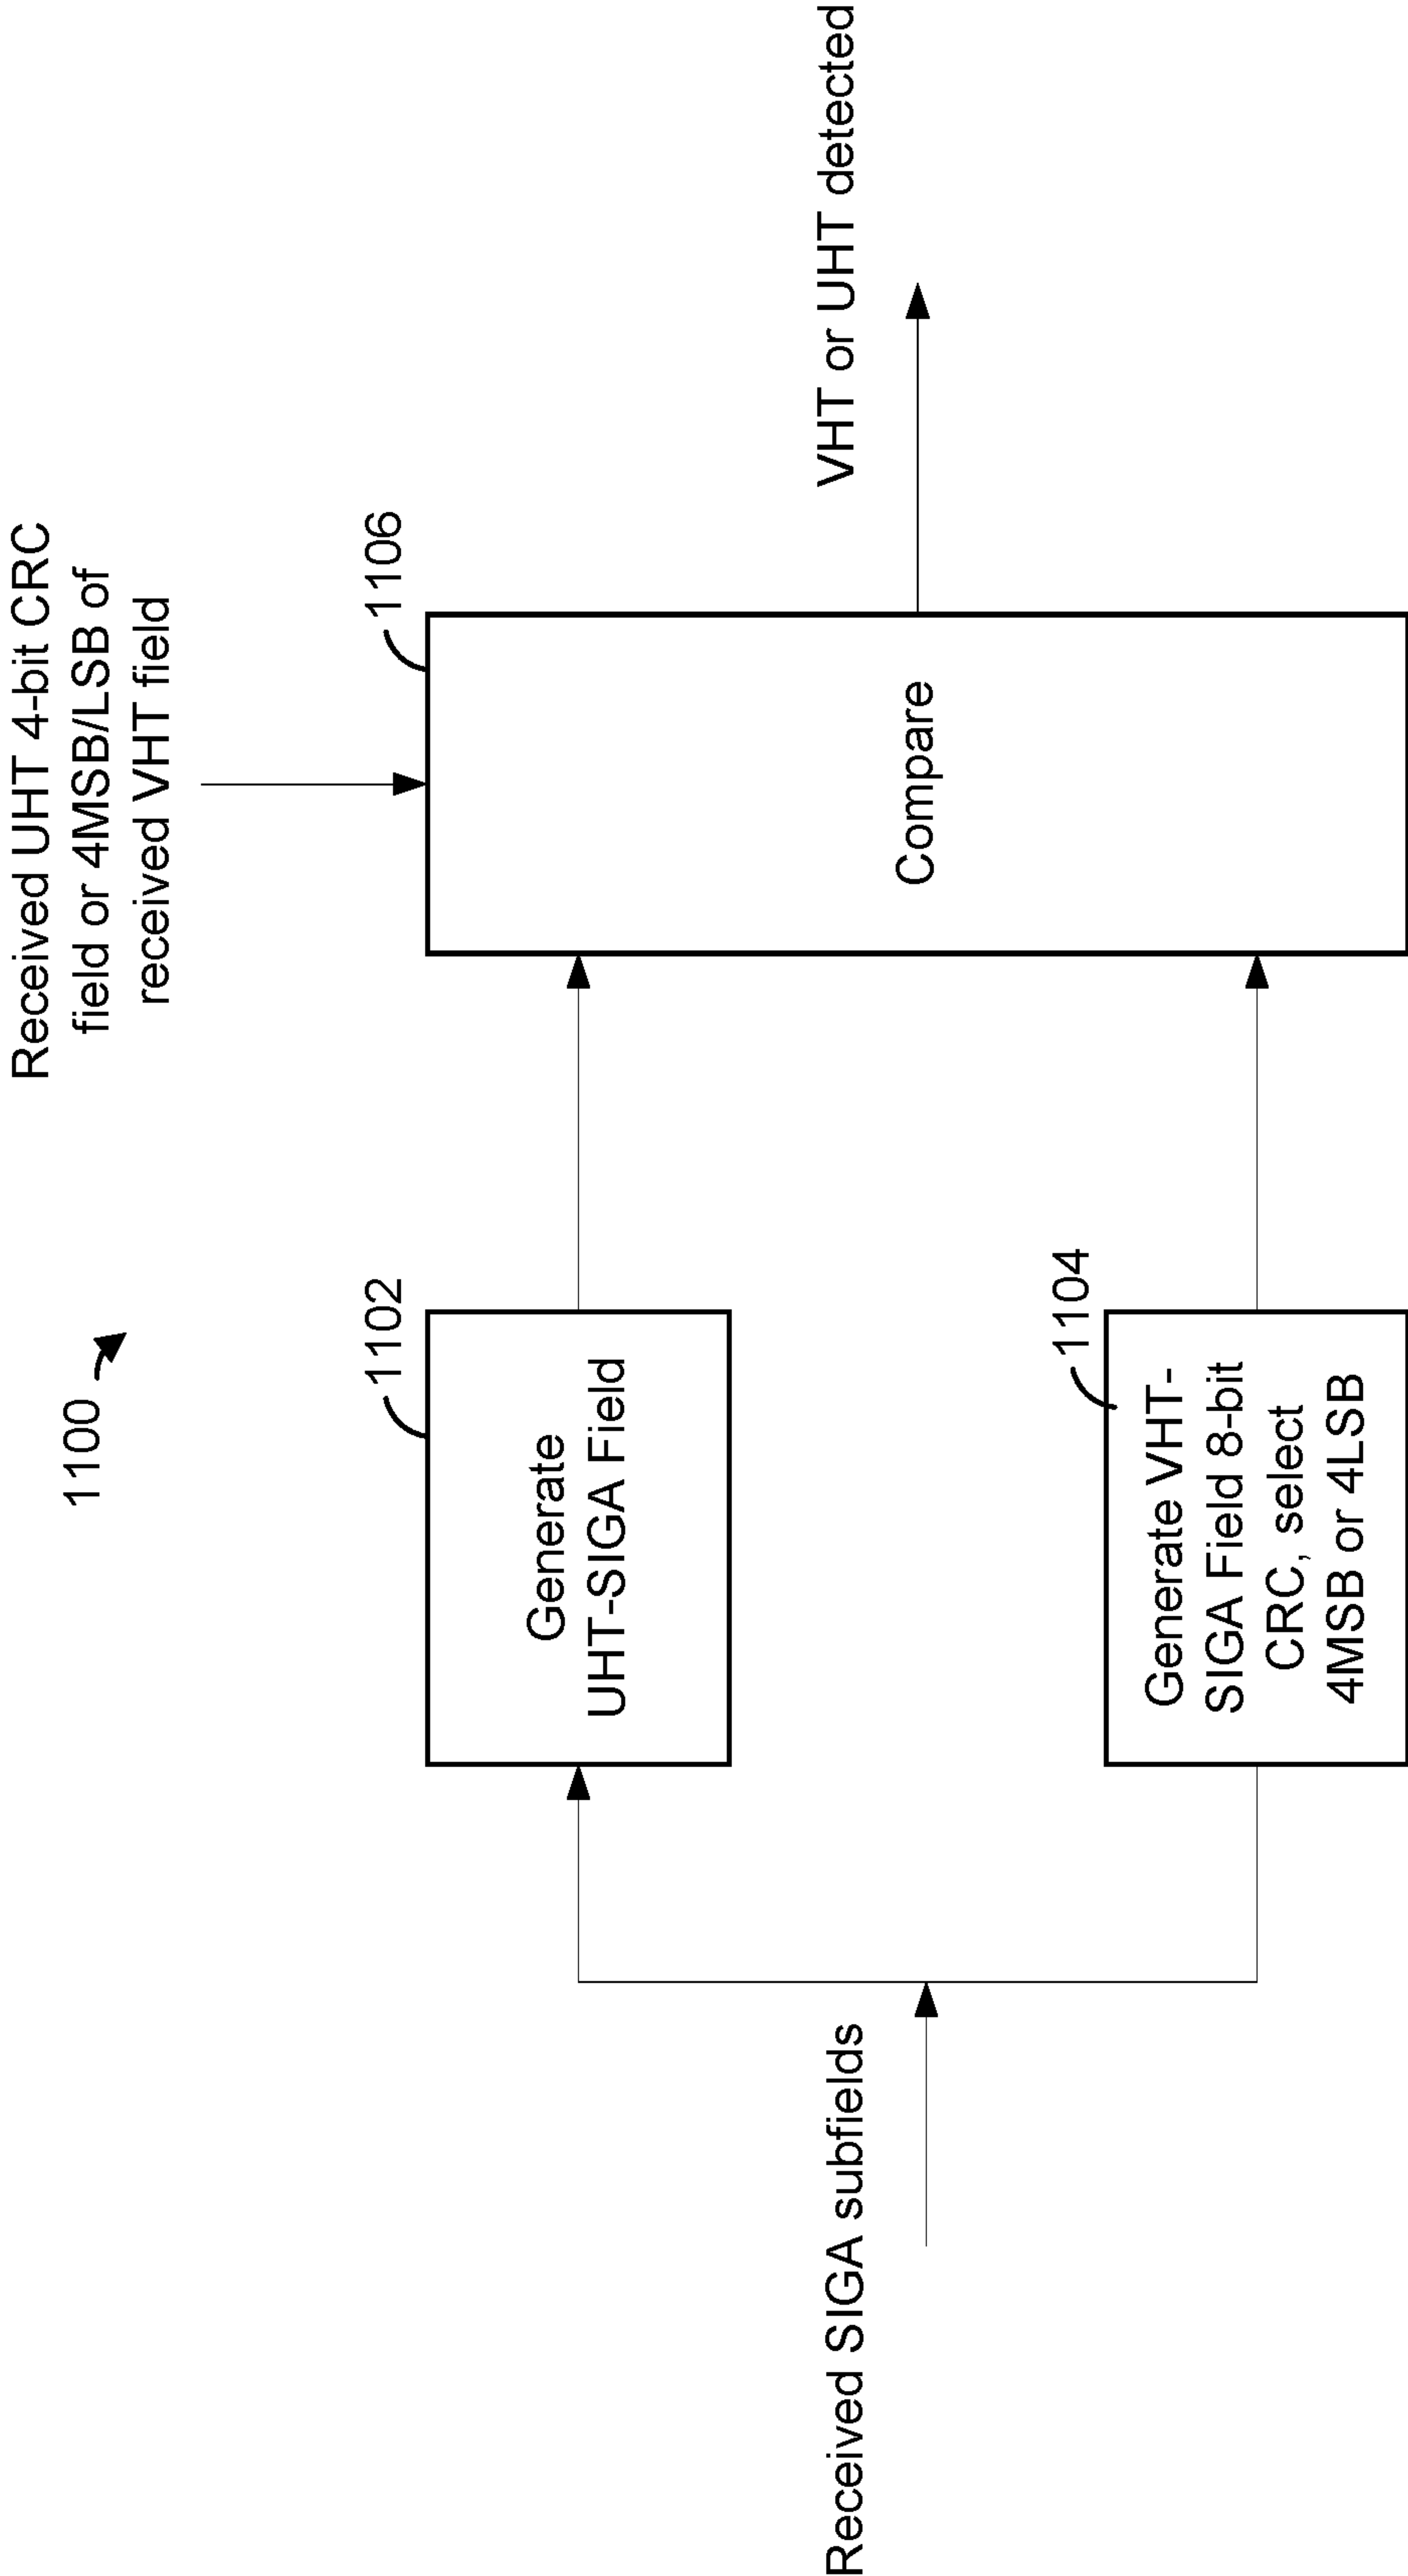 1100
Received UHT 4-bit CRC
field or 4MSB/LSB of
received VHT field
1102
Generate
UHT-SIGA Field
1106
Compare
Received SIGA subfields
VHT or UHT detected
1104
Generate VHT-
SIGA Field 8-bit
CRC, select
4MSB or 4LSB